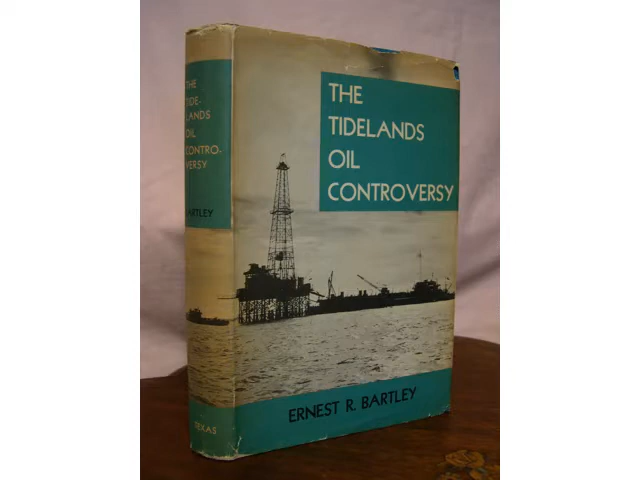 THE
TIDE-
LANDS
OIL
CONTRO-
VERSY
BARTLEY
TEXAS
THE
TIDELANDS
OIL
CONTROVERSY
ERNEST R. BARTLEY